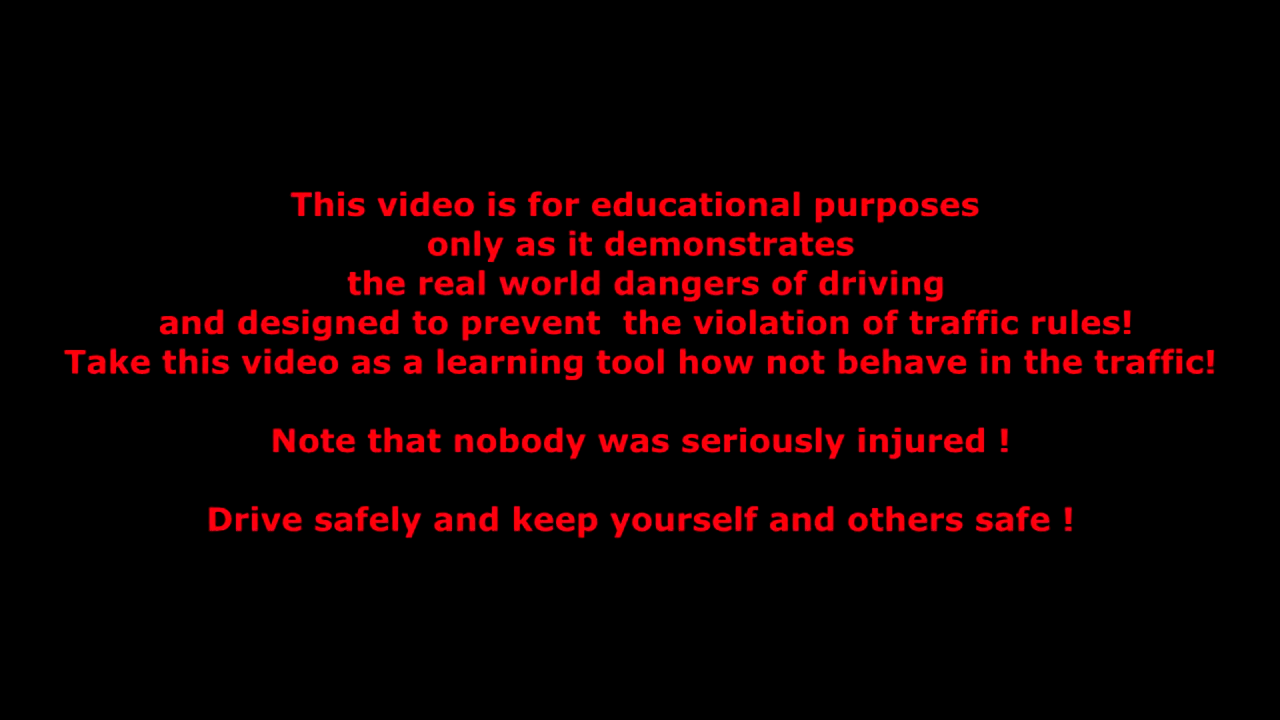 This video is for educational purposes
only as it demonstrates
the real world dangers of driving
and designed to prevent  the violation of traffic rules!
Take this video as a learning tool how not behave in the traffic!
Note that nobody was seriously injured !
Drive safely and keep yourself and others safe !